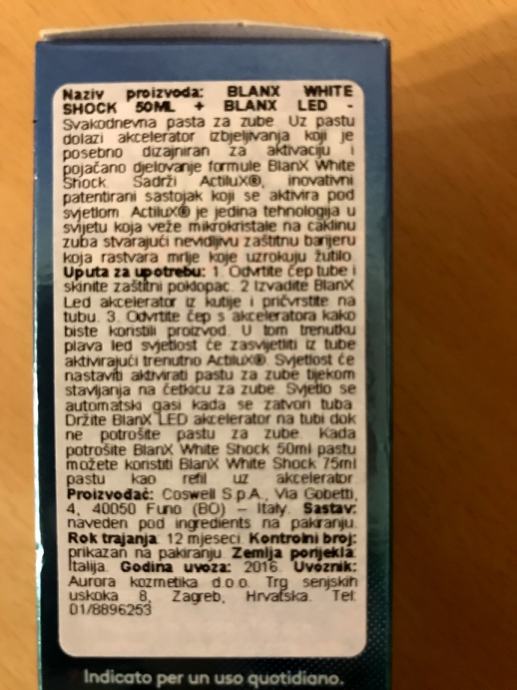 Naziv proizvoda: BLANX WHITE
SHOCK 50ML + BLANX LED -
Svakodnevna pasta za zube. Uz pastu
dolazi akcelerator izbjeljivanja koji je
posebno dizajniran za aktivaciju i
pojačano djelovanje formule BlanX White
Shock. Sadrži ActiluX®, inovativni
patentirani sastojak koji se aktivira pod
svjetlom. ActiluX® je jedina tehnologija u
svijetu koja veže mikrokristale na caklinu
zuba stvarajući nevidljivu zaštitnu barijeru
koja rastvara mrlje koje uzrokuju žutilo.
Uputa za upotrebu: 1. Odvrtite čep tube i
skinite zaštitni poklopac. 2 Izvadite BlanX
Led akcelerator iz kutije i pričvrstite na
tubu. 3. Odvrtite čep s akceleratora kako
biste koristili proizvod. U tom trenutku
plava led svjetlost će zasvijetliti iz tube
aktivirajući trenutno ActiluX®. Svjetlost će
nastaviti aktivirati pastu za zube tijekom
stavljanja na četkicu za zube. Svjetlo se
automatski gasi kada se zatvori tuba.
Držite BlanX LED akcelerator na tubi dok
ne potrošite pastu za zube. Kada
potrošite BlanX White Shock 50ml pastu
možete koristiti BlanX White Shock 75ml
pastu kao refil uz akcelerator.
Proizvođač: Coswell S.p.A., Via Gobetti,
4, 40050 Funo (BO) – Italy. Sastav:
naveden pod ingredients na pakiranju.
Rok trajanja: 12 mjeseci. Kontrolni broj:
prikazan na pakiranju. Zemlja porijekla:
Italija. Godina uvoza: 2016. Uvoznik:
Aurora kozmetika d.o.o. Trg senjskih
uskoka 8, Zagreb, Hrvatska. Tel:
01/8896253
Indicato per un uso quotidiano.